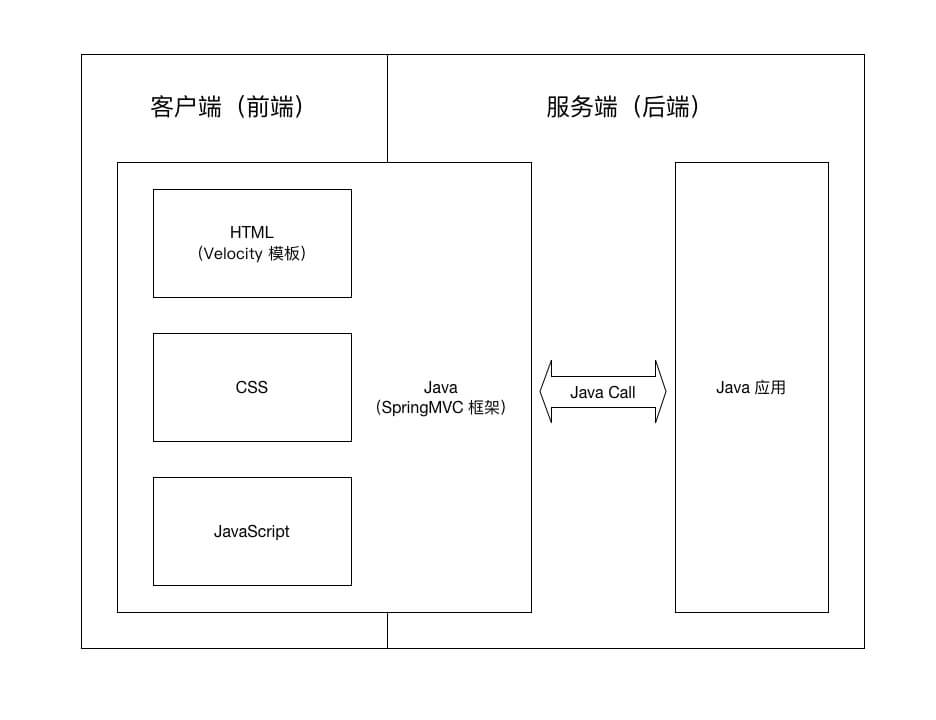 客户端（前端）
服务端（后端）
HTML
（Velocity 模板）
CSS
JavaScript
Java
（SpringMVC 框架）
Java Call
Java 应用